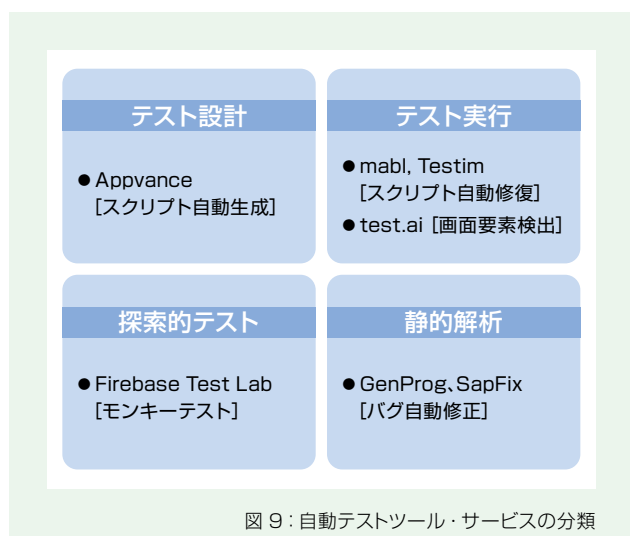 テスト設計
● Appvance
[スクリプト自動生成]
テスト実行
● mabl, Testim
[スクリプト自動修復]
● test.ai [画面要素検出]
探索的テスト
● Firebase Test Lab
[モンキーテスト]
静的解析
● GenProg、SapFix
[バグ自動修正]
図 9：自動テストツール・サービスの分類